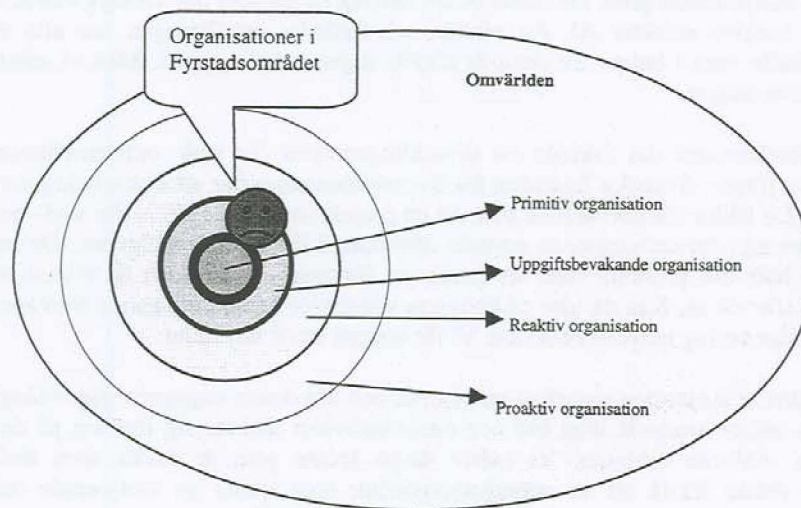 Organisationer i
Fyrstadsområdet
Omvärlden
Primitiv organisation
Uppgiftsbevakande organisation
Reaktiv organisation
Proaktiv organisation